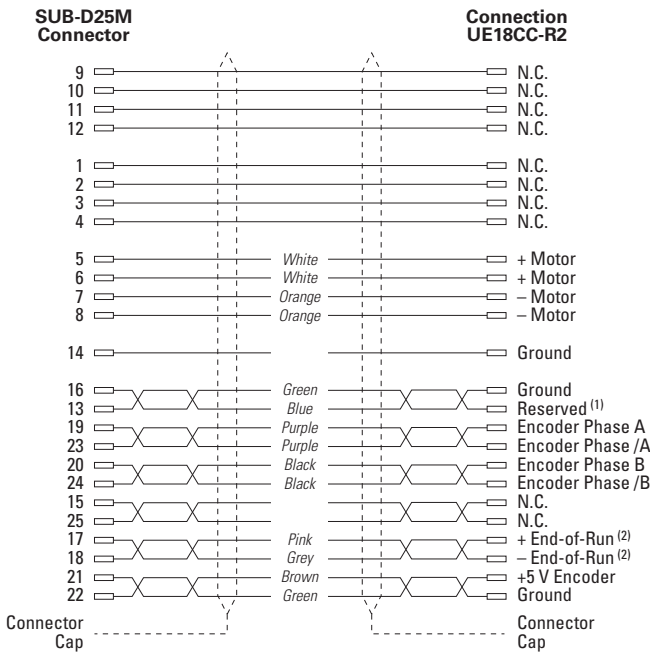 SUB-D25M Connection
Connector UE18CC-R2
9 N.C.
10 N.C.
11 N.C.
12 N.C.
1 N.C.
2 N.C.
3 N.C.
4 N.C.
5 White + Motor
6 White + Motor
7 Orange – Motor
8 Orange – Motor
14 Ground
16 Green Ground
13 Blue Reserved (1)
19 Purple Encoder Phase A
23 Purple Encoder Phase /A
20 Black Encoder Phase B
24 Black Encoder Phase /B
15 N.C.
25 N.C.
17 Pink + End-of-Run (2)
18 Grey – End-of-Run (2)
21 Brown +5 V Encoder
22 Green Ground
Connector Connector
Cap Cap